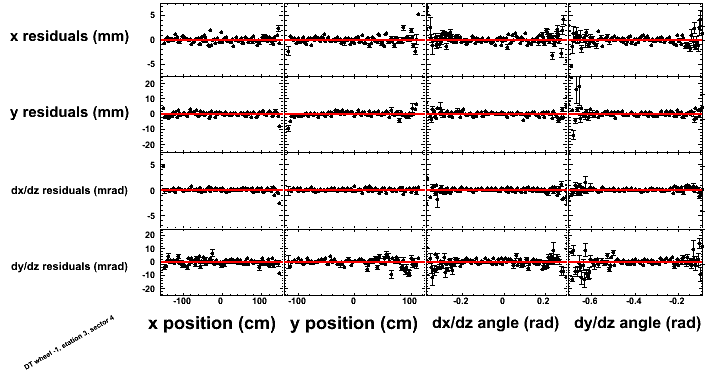 x residuals (mm)
5
0
-5
y residuals (mm)
20
10
0
-10
-20
dx/dz residuals (mrad)
5
0
-5
dy/dz residuals (mrad)
20
10
0
-10
-20
-100 0 100 -100 0 100 -0.2 0 0.2 -0.6 -0.4 -0.2
x position (cm) y position (cm) dx/dz angle (rad) dy/dz angle (rad)
DT wheel -1, station 3, sector 4